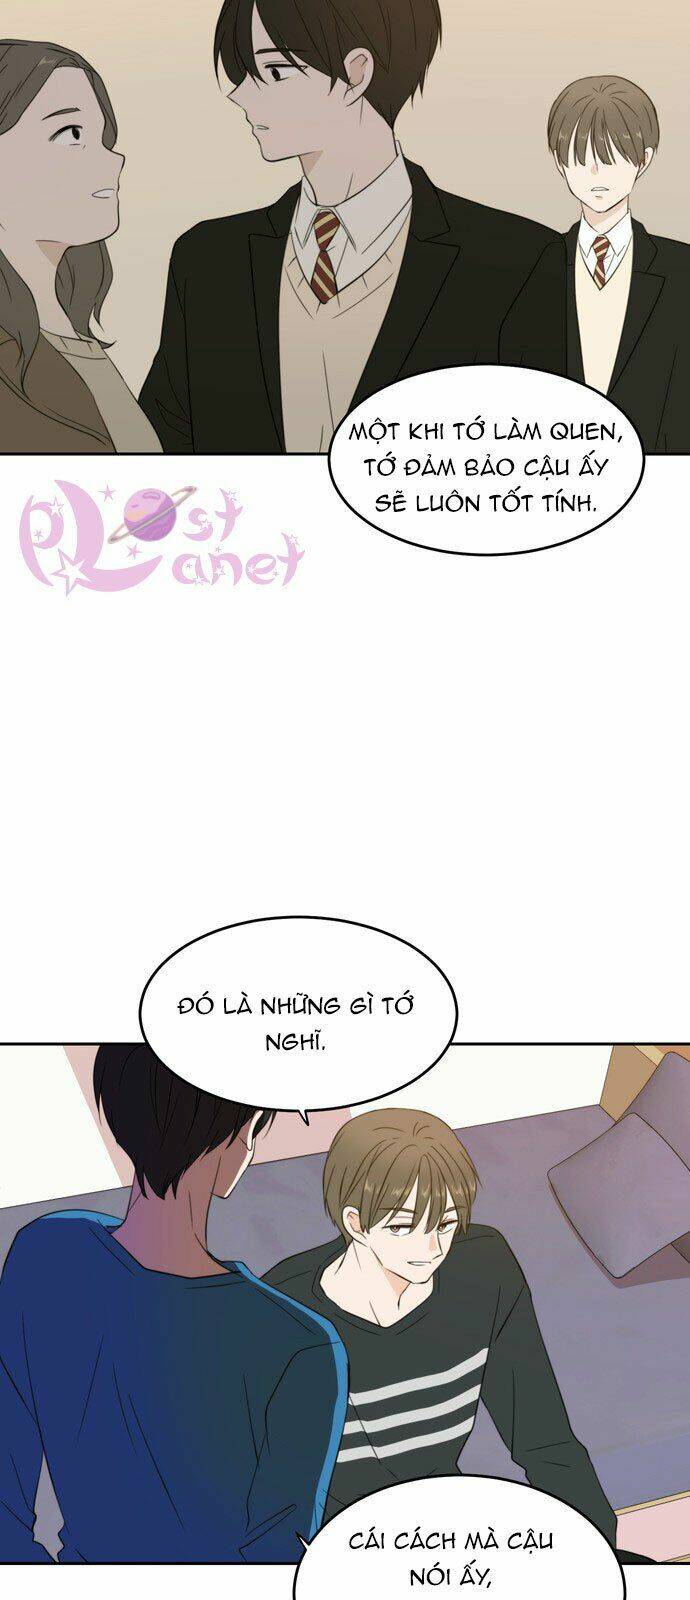 MỘT KHI TỚ LÀM QUEN,
TỚ ĐẢM BẢO CẬU ẤY
SẼ LUÔN TỐT TÍNH.
Lost
Planet
ĐÓ LÀ NHỮNG GÌ TỚ
NGHĨ.
CÁI CÁCH MÀ CẬU
NÓI ẤY,